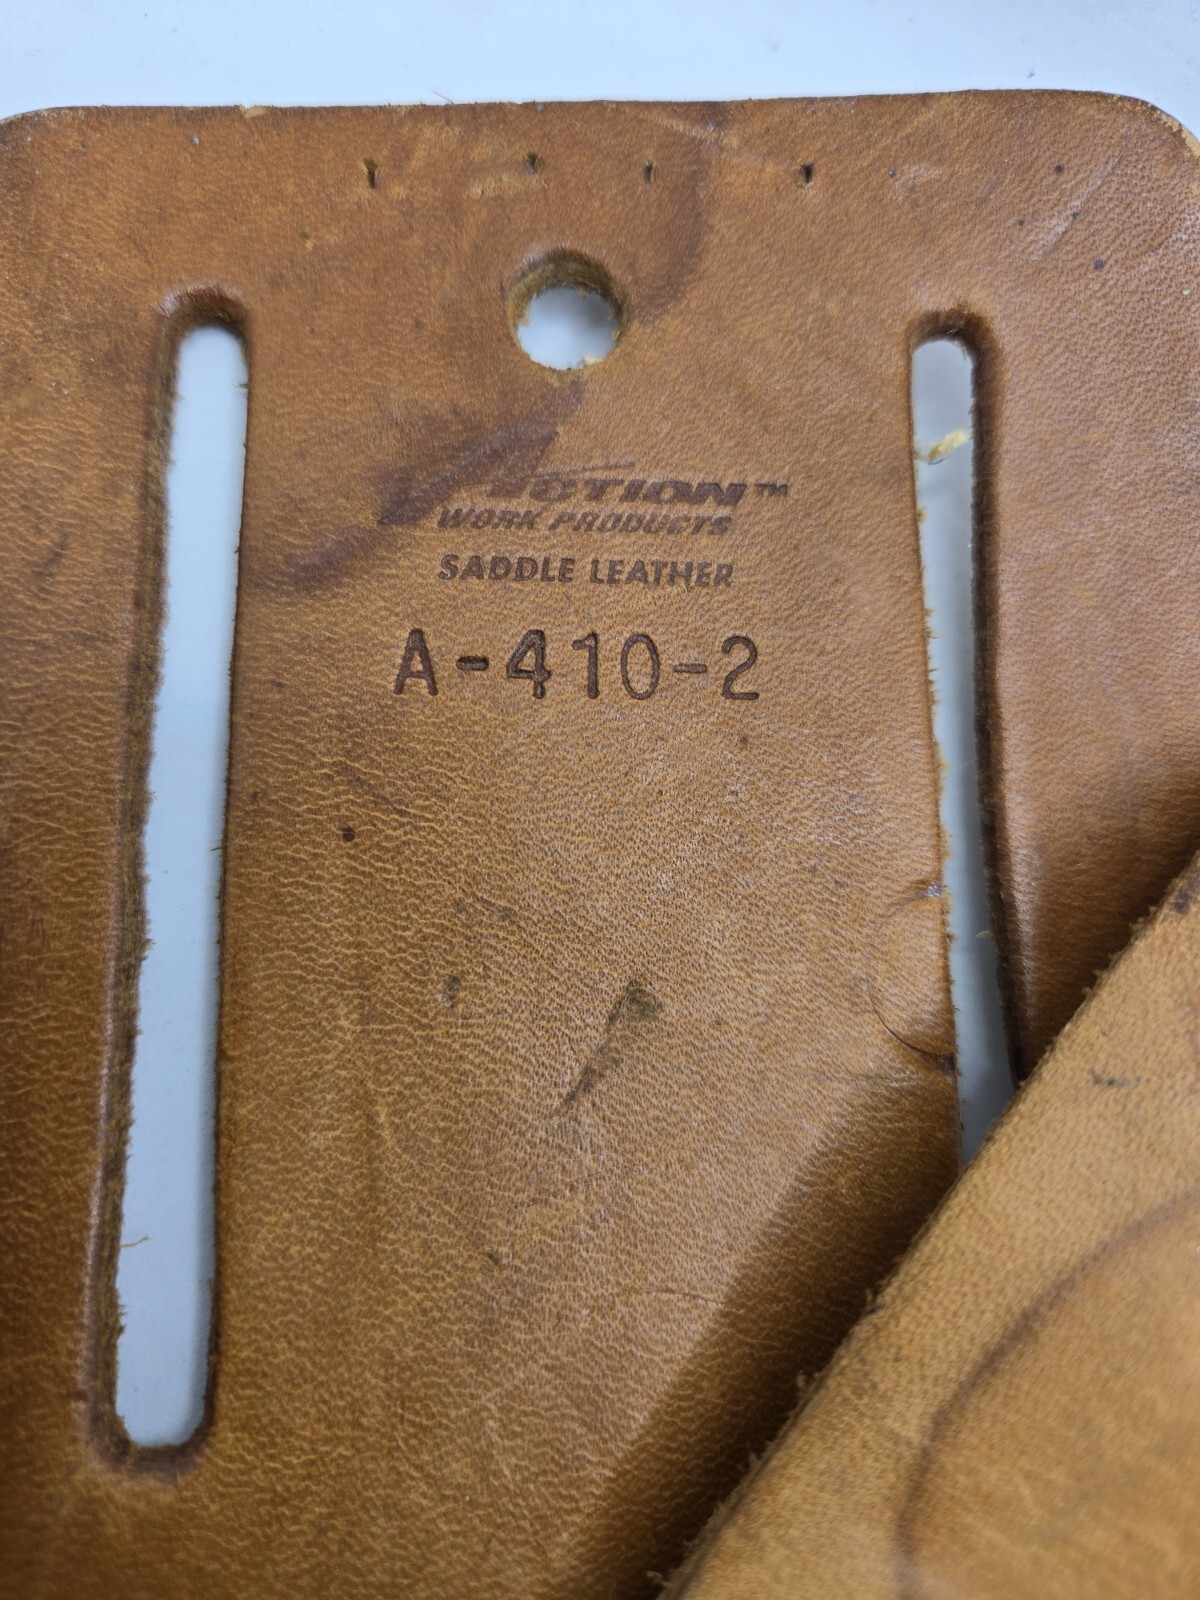 ACTION™
WORK PRODUCTS
SADDLE LEATHER
A-410-2